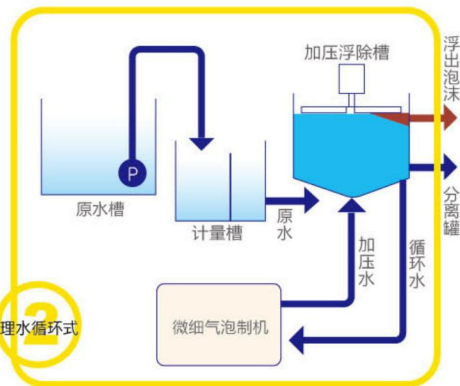 加压浮除槽
浮出泡沫
P
原水槽
计量槽
原水
加压水
循环水
分离罐
微细气泡制机
2
理水循环式